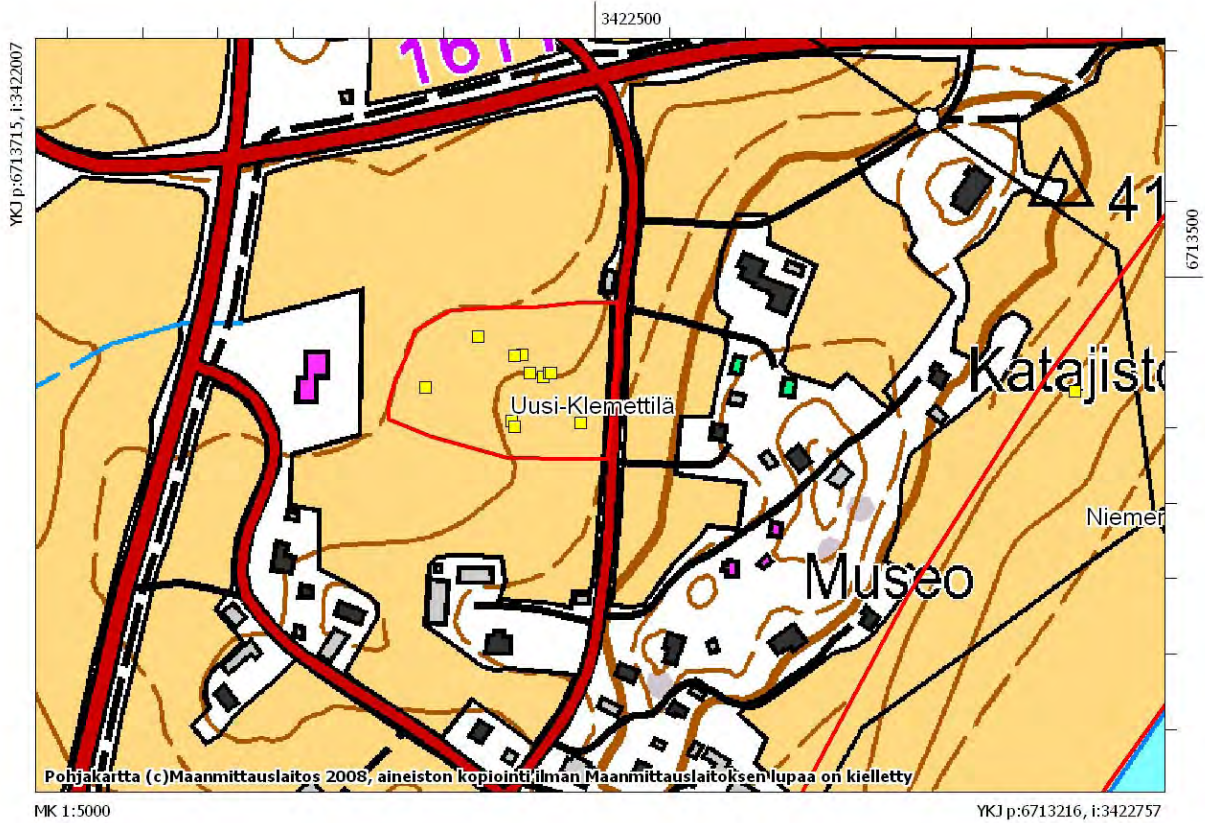 3422500
YKJ p:6713715, i:3422007
6713500
41
Katajisto
Uusi-Klemettilä
Museo
Pohjakartta (c)Maanmittauslaitos 2008, aineiston kopiointi ilman Maanmittauslaitoksen lupaa on kielletty
MK 1:5000
YKJ p:6713216, i:3422757